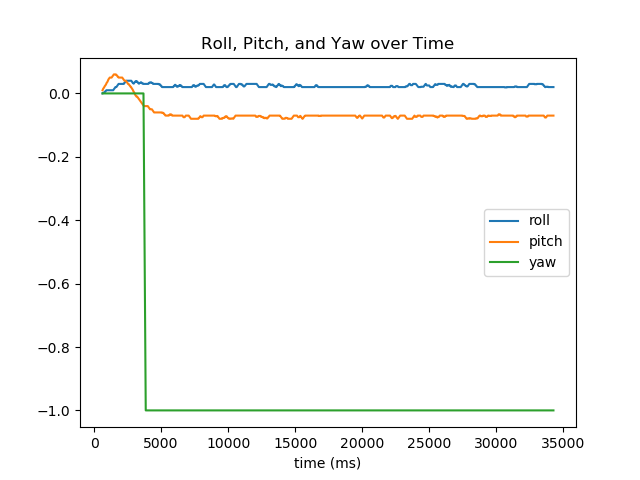 Roll, Pitch, and Yaw over Time
0.0
−0.2
−0.4
−0.6
−0.8
−1.0
roll
pitch
yaw
0 5000 10000 15000 20000 25000 30000 35000
time (ms)